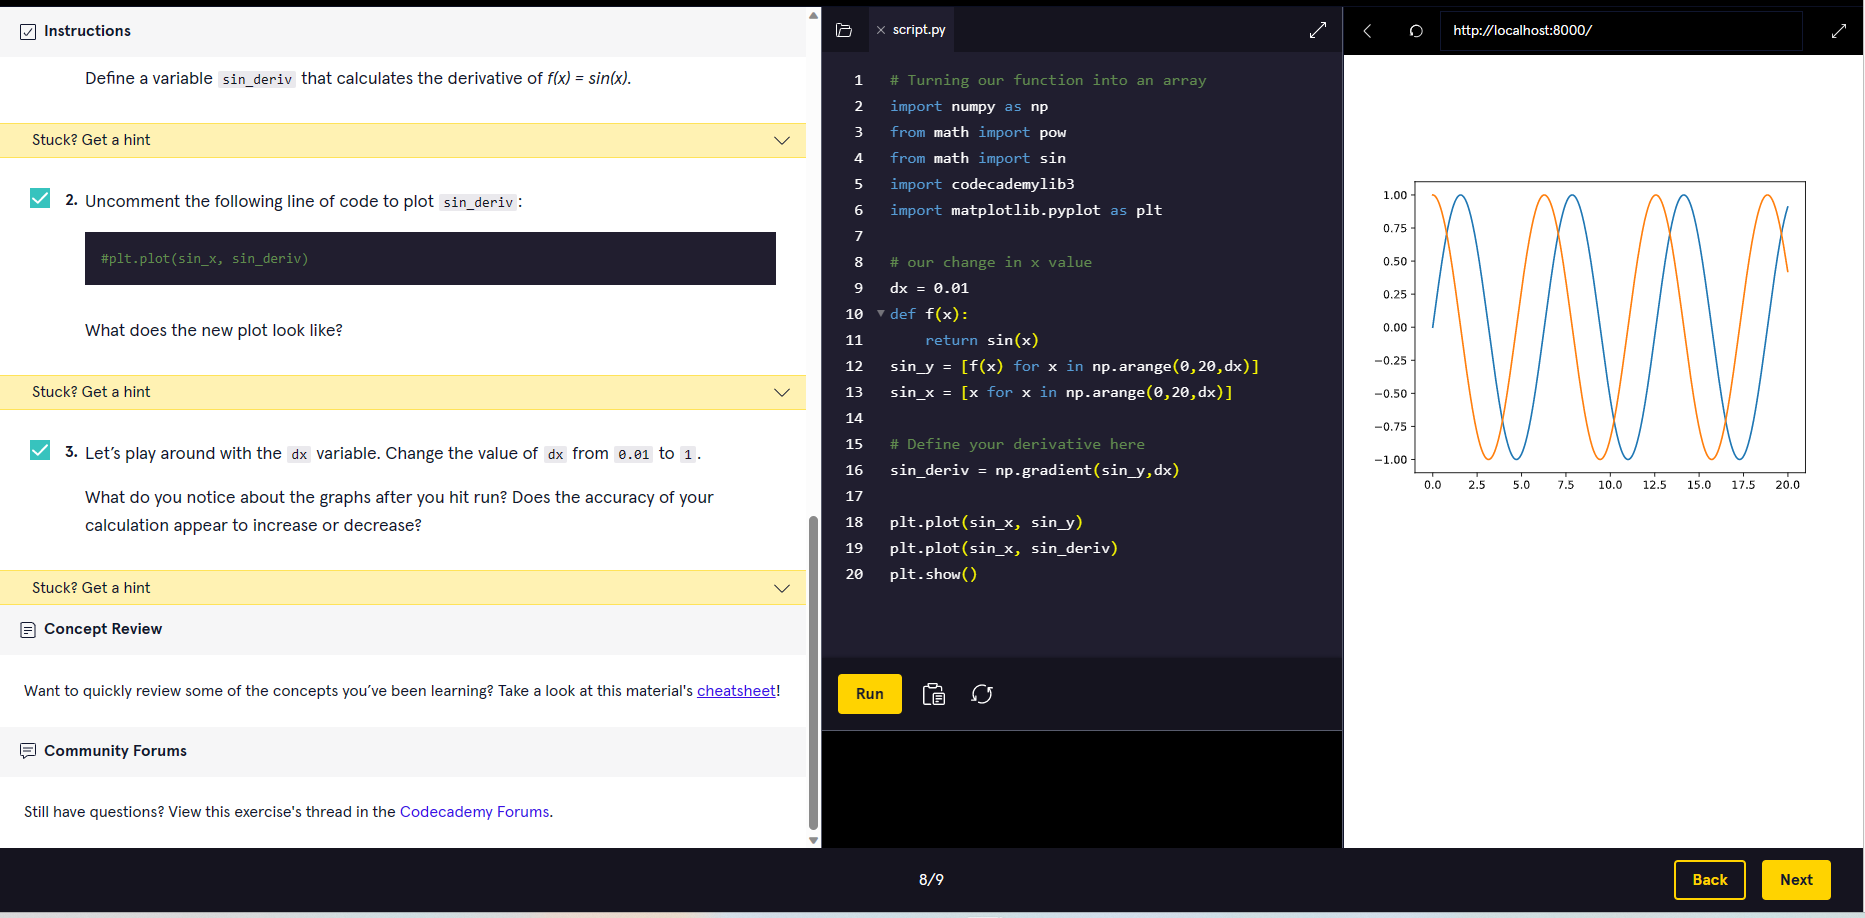 Instructions
Define a variable sin_deriv that calculates the derivative of f(x) = sin(x).
Stuck? Get a hint
2. Uncomment the following line of code to plot sin_deriv:
#plt.plot(sin_x, sin_deriv)
What does the new plot look like?
Stuck? Get a hint
3. Let’s play around with the dx variable. Change the value of dx from 0.01 to 1.
What do you notice about the graphs after you hit run? Does the accuracy of your
calculation appear to increase or decrease?
Stuck? Get a hint
Concept Review
Want to quickly review some of the concepts you’ve been learning? Take a look at this material's cheatsheet!
Community Forums
Still have questions? View this exercise's thread in the Codecademy Forums.
script.py
1 # Turning our function into an array
2 import numpy as np
3 from math import pow
4 from math import sin
5 import codecademylib3
6 import matplotlib.pyplot as plt
7
8 # our change in x value
9 dx = 0.01
10 def f(x):
11 return sin(x)
12 sin_y = [f(x) for x in np.arange(0,20,dx)]
13 sin_x = [x for x in np.arange(0,20,dx)]
14
15 # Define your derivative here
16 sin_deriv = np.gradient(sin_y,dx)
17
18 plt.plot(sin_x, sin_y)
19 plt.plot(sin_x, sin_deriv)
20 plt.show()
Run
http://localhost:8000/
1.00
0.75
0.50
0.25
0.00
−0.25
−0.50
−0.75
−1.00
0.0 2.5 5.0 7.5 10.0 12.5 15.0 17.5 20.0
8/9
Back
Next